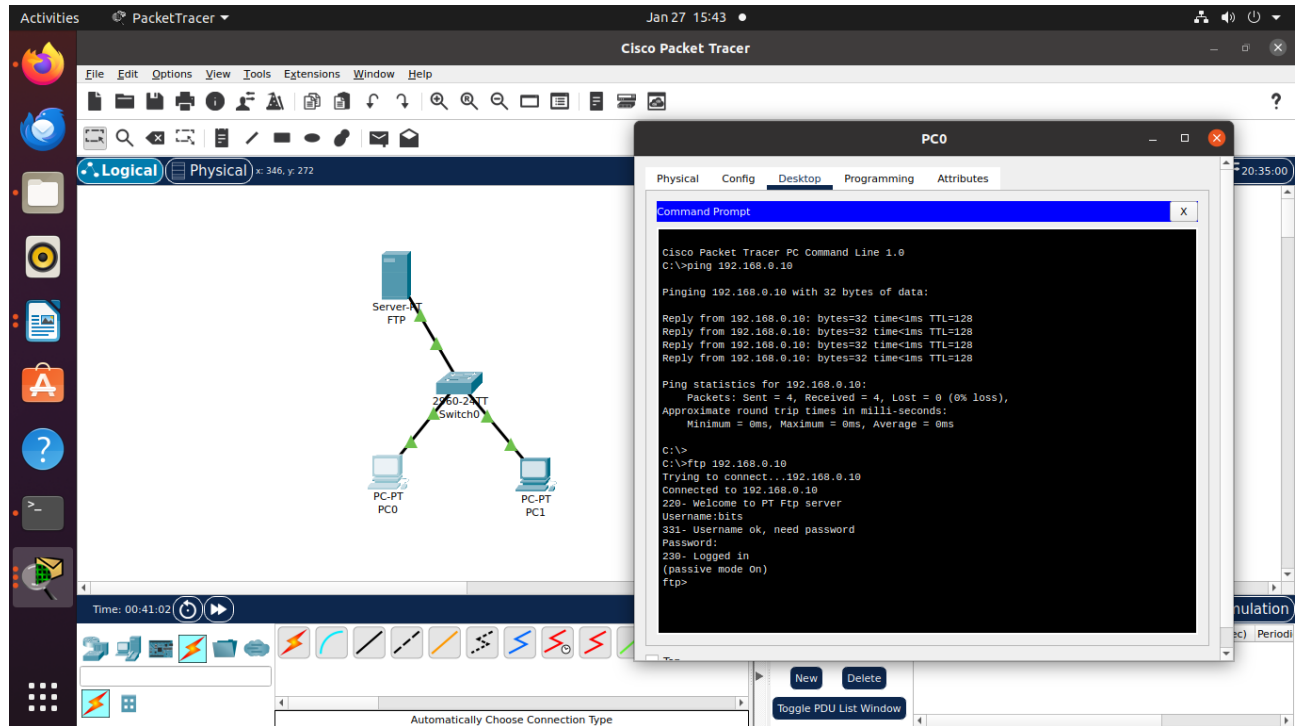 Activities PacketTracer Jan 27 15:43
Cisco Packet Tracer
File Edit Options View Tools Extensions Window Help
?
Logical Physical x: 346, y: 272
20:35:00
Server-PT
FTP
2960-24TT
Switch0
PC-PT
PC0
PC-PT
PC1
PC0
Physical Config Desktop Programming Attributes
Command Prompt X
Cisco Packet Tracer PC Command Line 1.0
C:\>ping 192.168.0.10
Pinging 192.168.0.10 with 32 bytes of data:
Reply from 192.168.0.10: bytes=32 time<1ms TTL=128
Reply from 192.168.0.10: bytes=32 time<1ms TTL=128
Reply from 192.168.0.10: bytes=32 time<1ms TTL=128
Reply from 192.168.0.10: bytes=32 time<1ms TTL=128
Ping statistics for 192.168.0.10:
Packets: Sent = 4, Received = 4, Lost = 0 (0% loss),
Approximate round trip times in milli-seconds:
Minimum = 0ms, Maximum = 0ms, Average = 0ms
C:\>
C:\>ftp 192.168.0.10
Trying to connect...192.168.0.10
Connected to 192.168.0.10
220- Welcome to PT Ftp server
Username:bits
331- Username ok, need password
Password:
230- Logged in
(passive mode On)
ftp>
Time: 00:41:02
nulation
ec) Periodi
New Delete
Toggle PDU List Window
Automatically Choose Connection Type